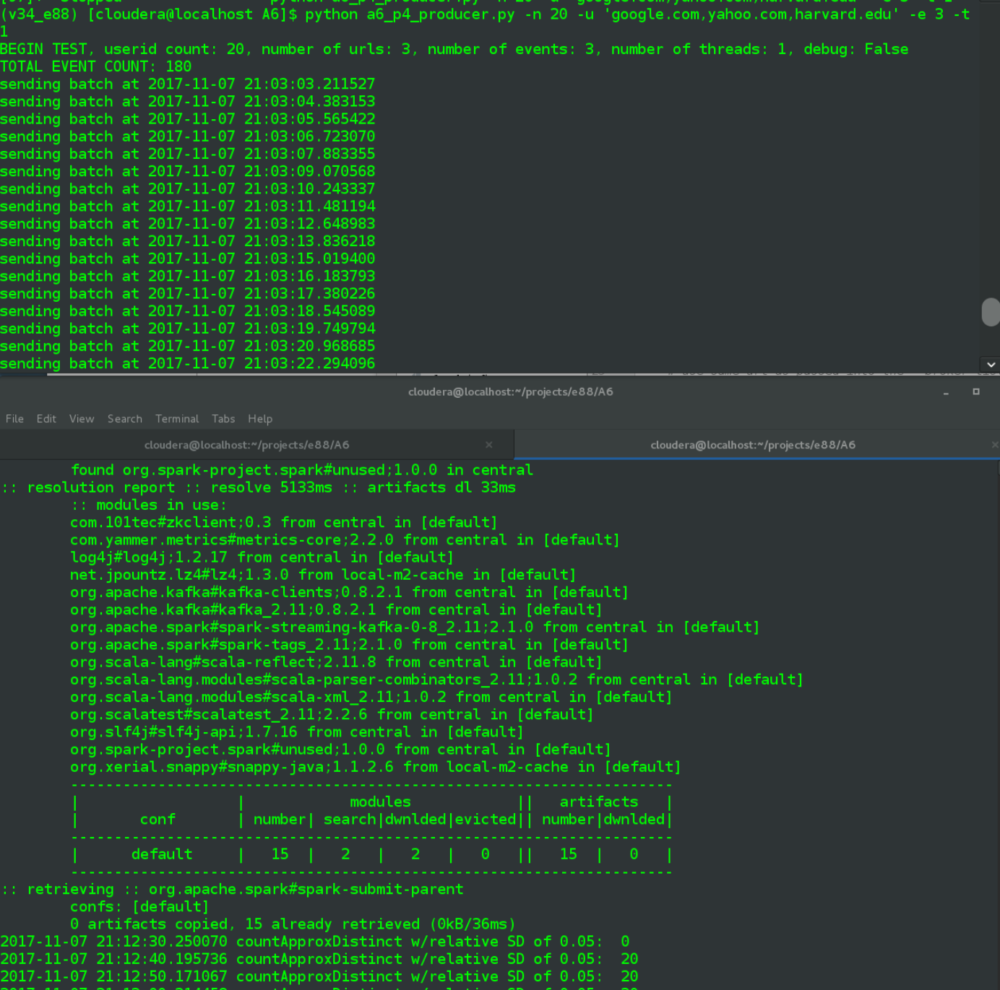 (v34_e88) [cloudera@localhost A6]$ python a6_p4_producer.py -n 20 -u 'google.com,yahoo.com,harvard.edu' -e 3 -t
1
BEGIN TEST, userid count: 20, number of urls: 3, number of events: 3, number of threads: 1, debug: False
TOTAL EVENT COUNT: 180
sending batch at 2017-11-07 21:03:03.211527
sending batch at 2017-11-07 21:03:04.383153
sending batch at 2017-11-07 21:03:05.565422
sending batch at 2017-11-07 21:03:06.723070
sending batch at 2017-11-07 21:03:07.883355
sending batch at 2017-11-07 21:03:09.070568
sending batch at 2017-11-07 21:03:10.243337
sending batch at 2017-11-07 21:03:11.481194
sending batch at 2017-11-07 21:03:12.648983
sending batch at 2017-11-07 21:03:13.836218
sending batch at 2017-11-07 21:03:15.019400
sending batch at 2017-11-07 21:03:16.183793
sending batch at 2017-11-07 21:03:17.380226
sending batch at 2017-11-07 21:03:18.545089
sending batch at 2017-11-07 21:03:19.749794
sending batch at 2017-11-07 21:03:20.968685
sending batch at 2017-11-07 21:03:22.294096
cloudera@localhost:~/projects/e88/A6
File Edit View Search Terminal Tabs Help
cloudera@localhost:~/projects/e88/A6 × cloudera@localhost:~/projects/e88/A6 ×
found org.spark-project.spark#unused;1.0.0 in central
:: resolution report :: resolve 5133ms :: artifacts dl 33ms
:: modules in use:
com.101tec#zkclient;0.3 from central in [default]
com.yammer.metrics#metrics-core;2.2.0 from central in [default]
log4j#log4j;1.2.17 from central in [default]
net.jpountz.lz4#lz4;1.3.0 from local-m2-cache in [default]
org.apache.kafka#kafka-clients;0.8.2.1 from central in [default]
org.apache.kafka#kafka_2.11;0.8.2.1 from central in [default]
org.apache.spark#spark-streaming-kafka-0-8_2.11;2.1.0 from central in [default]
org.apache.spark#spark-tags_2.11;2.1.0 from central in [default]
org.scala-lang#scala-reflect;2.11.8 from central in [default]
org.scala-lang.modules#scala-parser-combinators_2.11;1.0.2 from central in [default]
org.scala-lang.modules#scala-xml_2.11;1.0.2 from central in [default]
org.scalatest#scalatest_2.11;2.2.6 from central in [default]
org.slf4j#slf4j-api;1.7.16 from central in [default]
org.spark-project.spark#unused;1.0.0 from central in [default]
org.xerial.snappy#snappy-java;1.1.2.6 from local-m2-cache in [default]
---------------------------------------------------------------------
|                  |            modules            ||   artifacts   |
|       conf       | number| search|dwnlded|evicted|| number|dwnlded|
---------------------------------------------------------------------
|      default     |   15  |   2   |   2   |   0   ||   15  |   0   |
---------------------------------------------------------------------
:: retrieving :: org.apache.spark#spark-submit-parent
confs: [default]
0 artifacts copied, 15 already retrieved (0kB/36ms)
2017-11-07 21:12:30.250070 countApproxDistinct w/relative SD of 0.05:  0
2017-11-07 21:12:40.195736 countApproxDistinct w/relative SD of 0.05:  20
2017-11-07 21:12:50.171067 countApproxDistinct w/relative SD of 0.05:  20